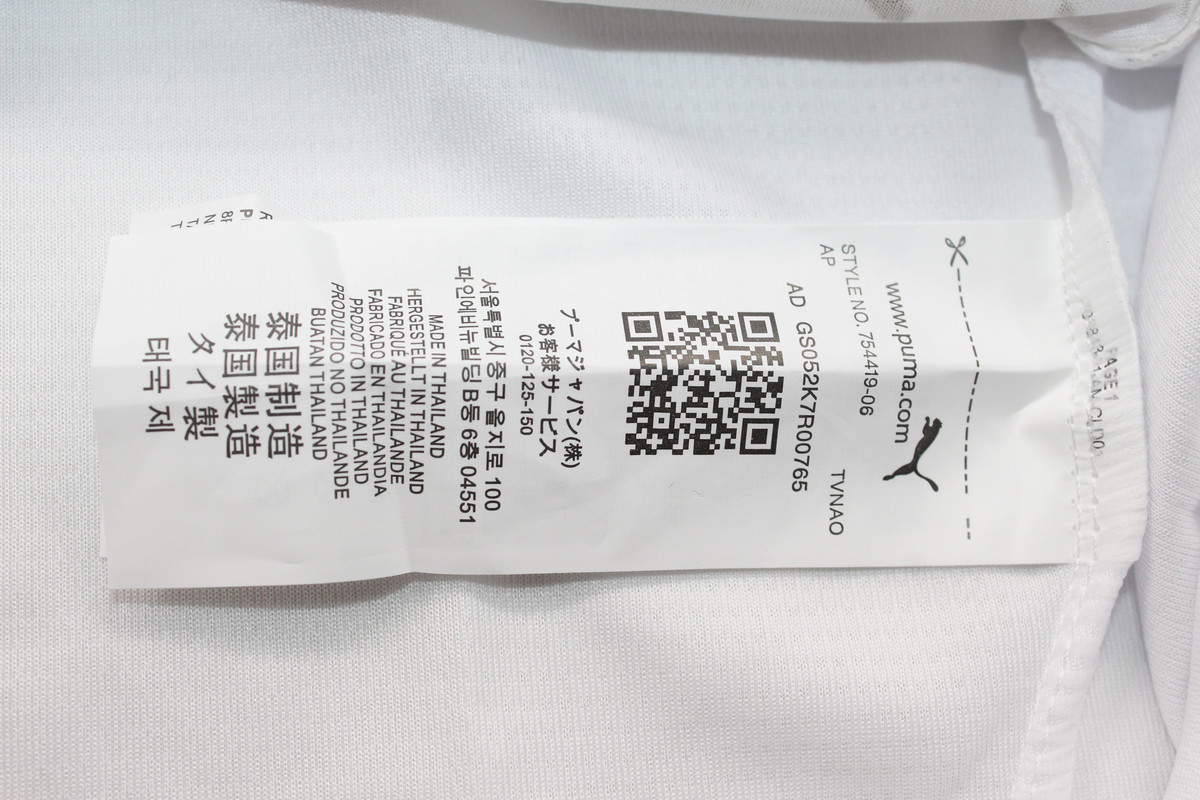 www.puma.com
STYLE NO. 754419-06
AP TVNAO
AD GS052K7R00765
プーマジャパン(株)
お客様サービス
0120-125-150
서울특별시 중구 을지로 100
파인에비뉴빌딩 B동 6층 04551
MADE IN THAILAND
HERGESTELLT IN THAILAND
FABRIQUÉ AU THAILANDE
FABRICADO EN THAILANDIA
PRODOTTO IN THAILAND
PRODUZIDO NO THAILANDE
BUATAN THAILAND
泰国制造
泰国製造
タイ製
태국 제